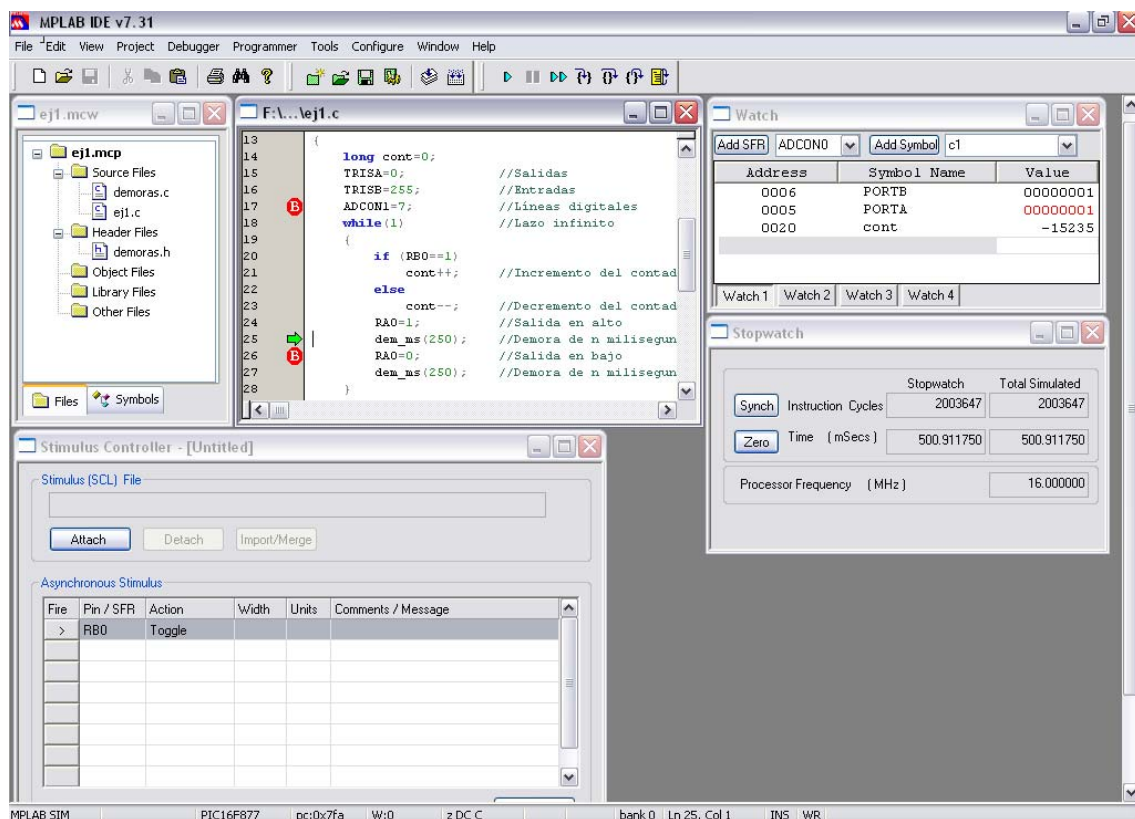 MPLAB IDE v7.31
File Edit View Project Debugger Programmer Tools Configure Window Help
ej1.mcw
ej1.mcp
Source Files
demoras.c
ej1.c
Header Files
demoras.h
Object Files
Library Files
Other Files
Files Symbols
F:\...\ej1.c
13 {
14 long cont=0;
15 TRISA=0; //Salidas
16 TRISB=255; //Entradas
17 B ADCON1=7; //Líneas digitales
18 while(1) //Lazo infinito
19 {
20 if (RB0==1)
21 cont++; //Incremento del contad
22 else
23 cont--; //Decremento del contad
24 RA0=1; //Salida en alto
25 dem_ms(250); //Demora de n milisegun
26 B RA0=0; //Salida en bajo
27 dem_ms(250); //Demora de n milisegun
28 }
Watch
Add SFR ADCON0 Add Symbol c1
Address Symbol Name Value
0006 PORTB 00000001
0005 PORTA 00000001
0020 cont -15235
Watch 1 Watch 2 Watch 3 Watch 4
Stopwatch
Stopwatch Total Simulated
Synch Instruction Cycles 2003647 2003647
Zero Time (mSecs) 500.911750 500.911750
Processor Frequency (MHz) 16.000000
Stimulus Controller - [Untitled]
Stimulus (SCL) File
Attach Detach Import/Merge
Asynchronous Stimulus
Fire Pin / SFR Action Width Units Comments / Message
> RB0 Toggle
MPLAB SIM PIC16F877 pc:0x7fa W:0 z DC C bank 0 Ln 25, Col 1 INS WR